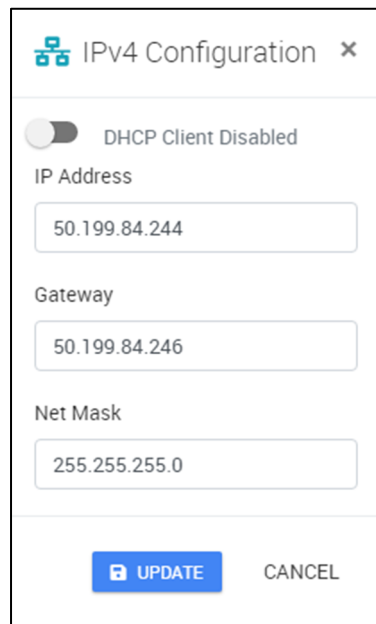 IPv4 Configuration ×
DHCP Client Disabled
IP Address
50.199.84.244
Gateway
50.199.84.246
Net Mask
255.255.255.0
UPDATE CANCEL